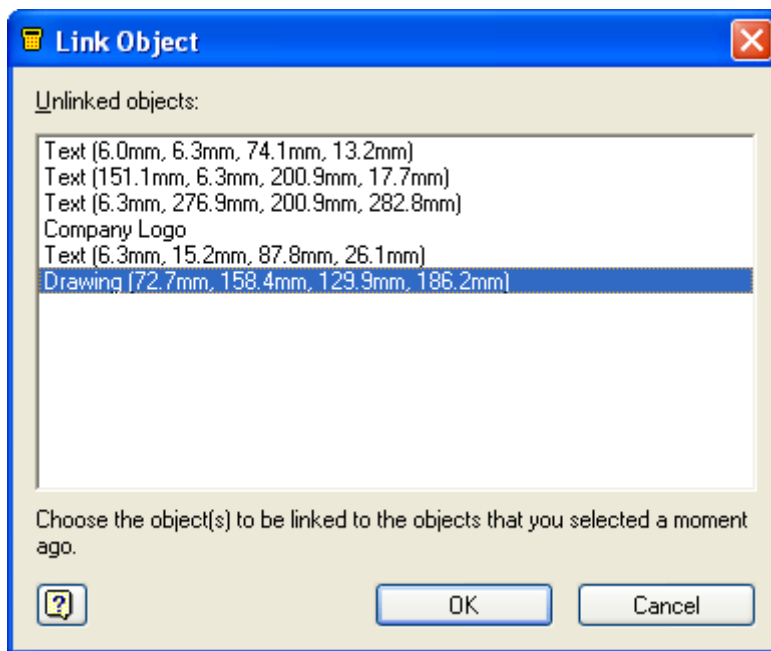 Link Object
Unlinked objects:
Text (6.0mm, 6.3mm, 74.1mm, 13.2mm)
Text (151.1mm, 6.3mm, 200.9mm, 17.7mm)
Text (6.3mm, 276.9mm, 200.9mm, 282.8mm)
Company Logo
Text (6.3mm, 15.2mm, 87.8mm, 26.1mm)
Drawing (72.7mm, 158.4mm, 129.9mm, 186.2mm)
Choose the object(s) to be linked to the objects that you selected a moment
ago.
? OK Cancel